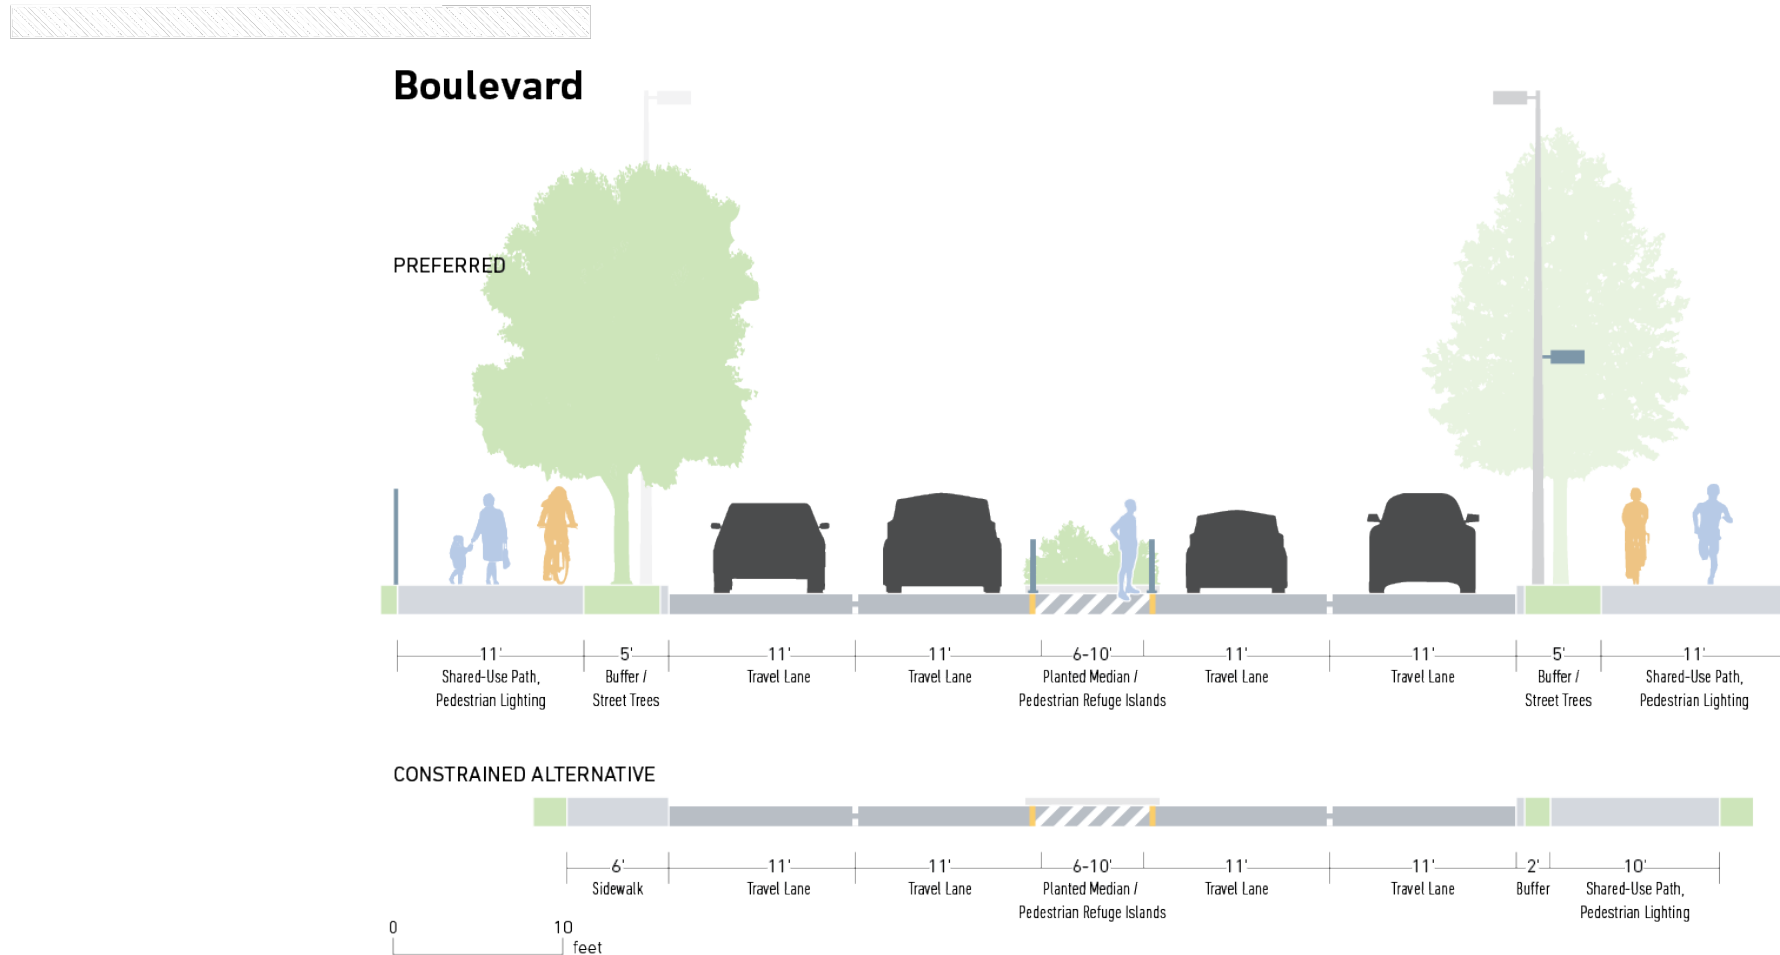 Boulevard
PREFERRED
11' 5' 11' 11' 6-10' 11' 11' 5' 11'
Shared-Use Path, Buffer / Travel Lane Travel Lane Planted Median / Travel Lane Travel Lane Buffer / Shared-Use Path,
Pedestrian Lighting Street Trees Pedestrian Refuge Islands Street Trees Pedestrian Lighting
CONSTRAINED ALTERNATIVE
6' 11' 11' 6-10' 11' 11' 2' 10'
Sidewalk Travel Lane Travel Lane Planted Median / Travel Lane Travel Lane Buffer Shared-Use Path,
Pedestrian Refuge Islands Pedestrian Lighting
0 10
feet